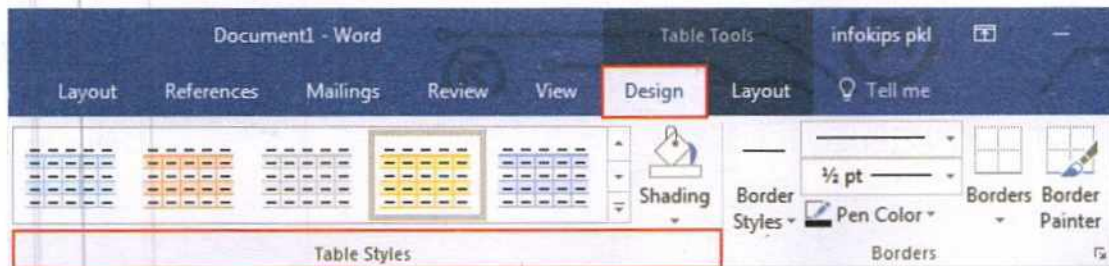 Document1 - Word
Table Tools
infokips pkl
Layout References Mailings Review View Design Layout Tell me
Shading
Border Styles
½ pt
Pen Color
Borders
Border Painter
Table Styles
Borders